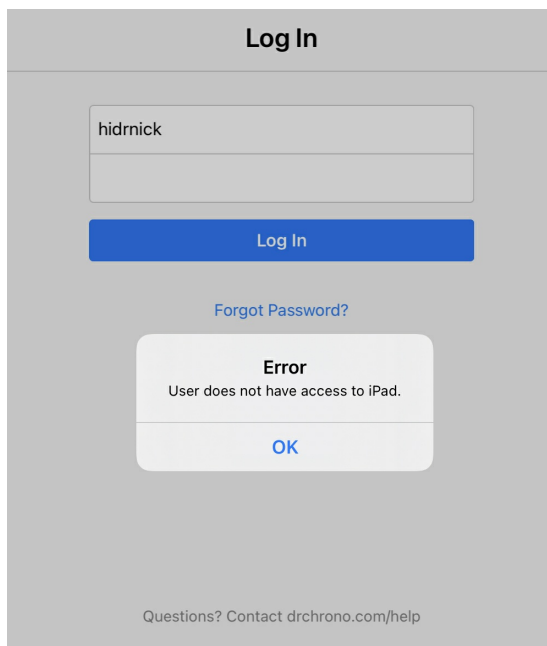 Log In
hidrnick
Log In
Forgot Password?
Error
User does not have access to iPad.
OK
Questions? Contact drchrono.com/help